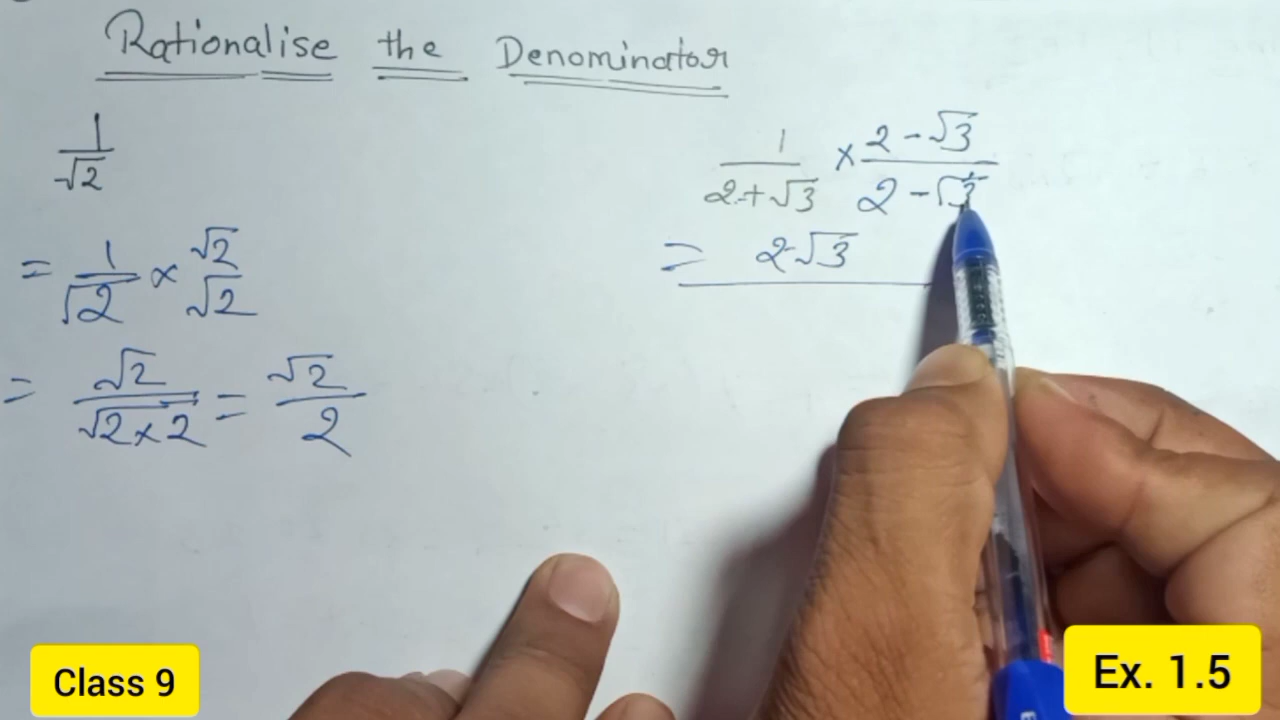 Rationalise the Denominator
1/√2
= 1/√2 × √2/√2
= √2/√2×2 = √2/2
1/2+√3 × 2-√3/2-√3
= 2-√3
Class 9
Ex. 1.5